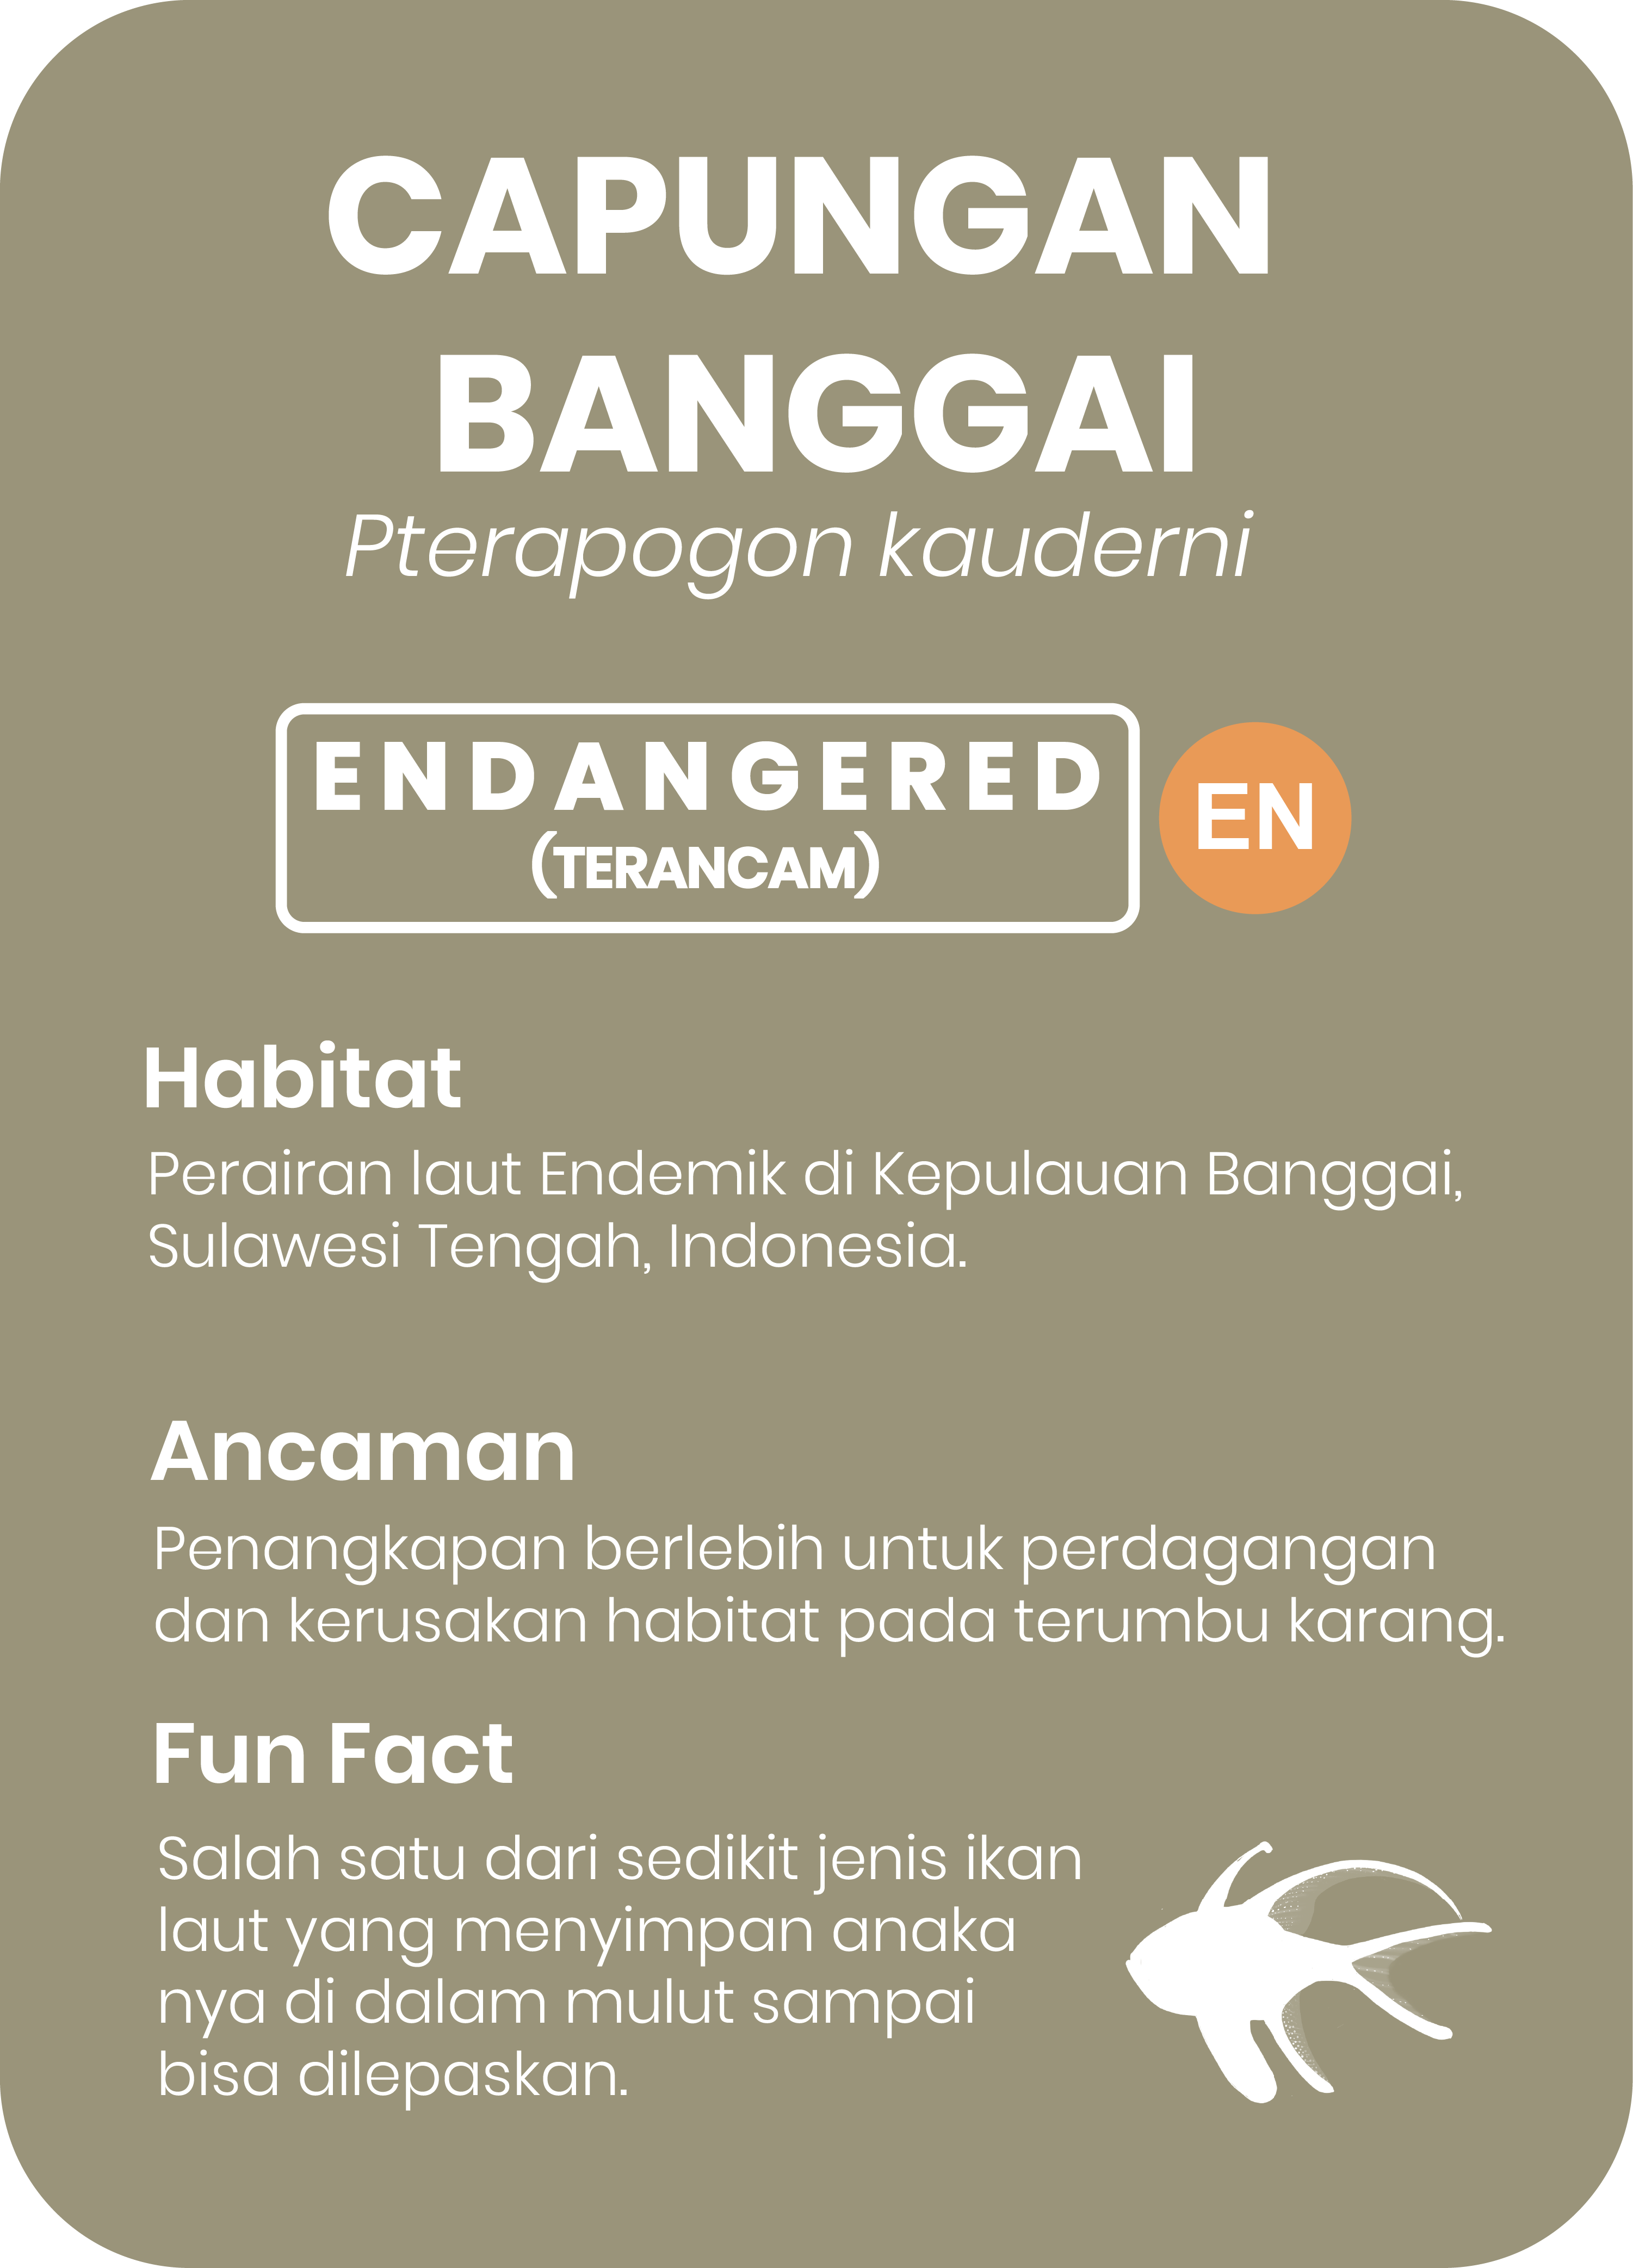 CAPUNGAN
BANGGAI
Pterapogon kauderni
ENDANGERED
(TERANCAM)
EN
Habitat
Perairan laut Endemik di Kepulauan Banggai,
Sulawesi Tengah, Indonesia.
Ancaman
Penangkapan berlebih untuk perdagangan
dan kerusakan habitat pada terumbu karang.
Fun Fact
Salah satu dari sedikit jenis ikan
laut yang menyimpan anaka
nya di dalam mulut sampai
bisa dilepaskan.